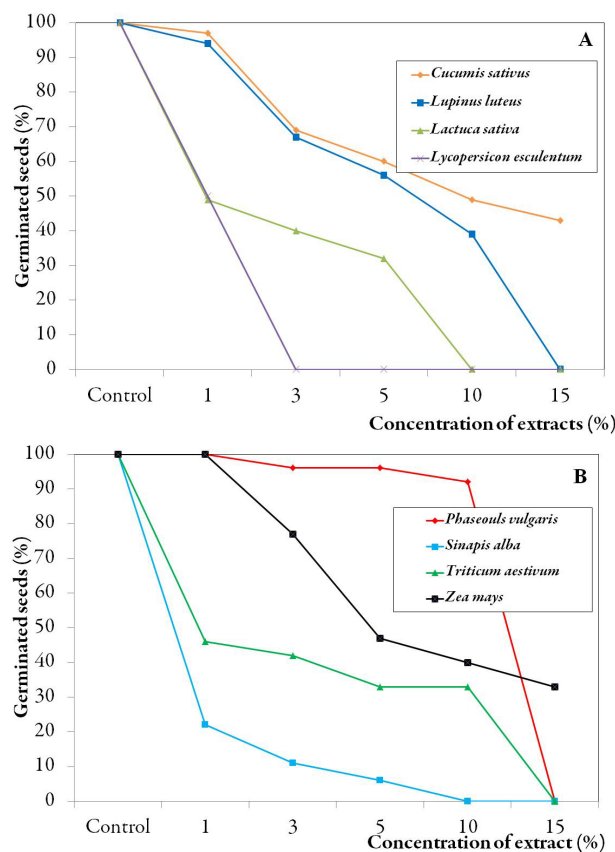 A
100
90
80
70
60
50
40
30
20
10
0
Germinated seeds (%)
Cucumis sativus
Lupinus luteus
Lactuca sativa
Lycopersicon esculentum
Control 1 3 5 10 15
Concentration of extracts (%)
B
100
90
80
70
60
50
40
30
20
10
0
Germinated seeds (%)
Phaseouls vulgaris
Sinapis alba
Triticum aestivum
Zea mays
Control 1 3 5 10 15
Concentration of extract (%)